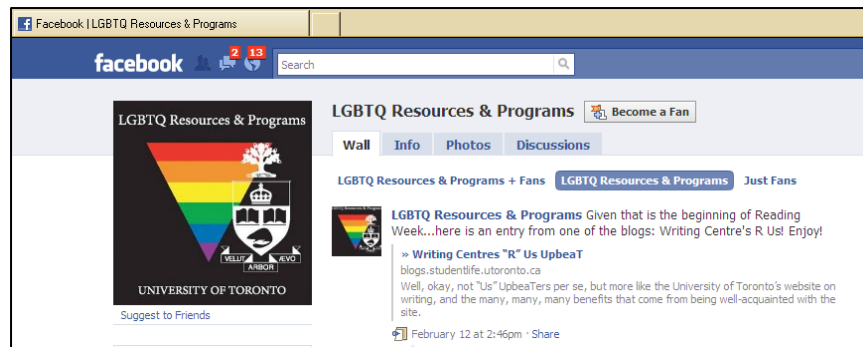 Facebook | LGBTQ Resources & Programs
facebook
2
13
Search
LGBTQ Resources & Programs
VELUT
ÆVO
ARBOR
UNIVERSITY OF TORONTO
Suggest to Friends
LGBTQ Resources & Programs
Become a Fan
Wall Info Photos Discussions
LGBTQ Resources & Programs + Fans LGBTQ Resources & Programs Just Fans
LGBTQ Resources & Programs Given that is the beginning of Reading
Week...here is an entry from one of the blogs: Writing Centre's R Us! Enjoy!
» Writing Centres "R" Us UpbeaT
blogs.studentlife.utoronto.ca
Well, okay, not "Us" UpbeaTers per se, but more like the University of Toronto's website on
writing, and the many, many, many benefits that come from being well-acquainted with the
site.
February 12 at 2:46pm · Share